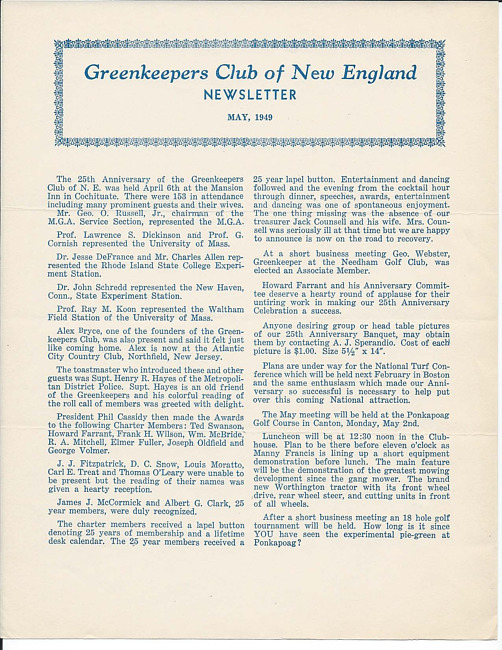 Greenkeepers Club of New England
NEWSLETTER
MAY, 1949
The 25th Anniversary of the Greenkeepers
Club of N. E. was held April 6th at the Mansion
Inn in Cochituate. There were 153 in attendance
including many prominent guests and their wives.
Mr. Geo. O. Russell, Jr., chairman of the
M.G.A. Service Section, represented the M.G.A.
Prof. Lawrence S. Dickinson and Prof. G.
Cornish represented the University of Mass.
Dr. Jesse DeFrance and Mr. Charles Allen rep-
resented the Rhode Island State College Experi-
ment Station.
Dr. John Schredd represented the New Haven,
Conn., State Experiment Station.
Prof. Ray M. Koon represented the Waltham
Field Station of the University of Mass.
Alex Bryce, one of the founders of the Green-
keepers Club, was also present and said it felt just
like coming home. Alex is now at the Atlantic
City Country Club, Northfield, New Jersey.
The toastmaster who introduced these and other
guests was Supt. Henry R. Hayes of the Metropoli-
tan District Police. Supt. Hayes is an old friend
of the Greenkeepers and his colorful reading of
the roll call of members was greeted with delight.
President Phil Cassidy then made the Awards
to the following Charter Members: Ted Swanson,
Howard Farrant, Frank H. Wilson, Wm. McBride,
R. A. Mitchell, Elmer Fuller, Joseph Oldfield and
George Volmer.
J. J. Fitzpatrick, D. C. Snow, Louis Moratto,
Carl E. Treat and Thomas O'Leary were unable to
be present but the reading of their names was
given a hearty reception.
James J. McCormick and Albert G. Clark, 25
year members, were duly recognized.
The charter members received a lapel button
denoting 25 years of membership and a lifetime
desk calendar. The 25 year members received a
25 year lapel button. Entertainment and dancing
followed and the evening from the cocktail hour
through dinner, speeches, awards, entertainment
and dancing was one of spontaneous enjoyment.
The one thing missing was the absence of our
treasurer Jack Counsell and his wife. Mrs. Coun-
sell was seriously ill at that time but we are happy
to announce is now on the road to recovery.
At a short business meeting Geo. Webster,
Greenkeeper at the Needham Golf Club, was
elected an Associate Member.
Howard Farrant and his Anniversary Commit-
tee deserve a hearty round of applause for their
untiring work in making our 25th Anniversary
Celebration a success.
Anyone desiring group or head table pictures
of our 25th Anniversary Banquet, may obtain
them by contacting A. J. Sperandio. Cost of each
picture is $1.00. Size 5½" x 14".
Plans are under way for the National Turf Con-
ference which will be held next February in Boston
and the same enthusiasm which made our Anni-
versary so successful is necessary to help put
over this coming National attraction.
The May meeting will be held at the Ponkapoag
Golf Course in Canton, Monday, May 2nd.
Luncheon will be at 12:30 noon in the Club-
house. Plan to be there before eleven o'clock as
Manny Francis is lining up a short equipment
demonstration before lunch. The main feature
will be the demonstration of the greatest mowing
development since the gang mower. The brand
new Worthington tractor with its front wheel
drive, rear wheel steer, and cutting units in front
of all wheels.
After a short business meeting an 18 hole golf
tournament will be held. How long is it since
YOU have seen the experimental pie-green at
Ponkapoag?